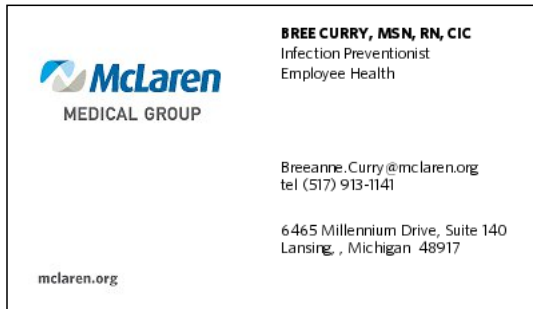 McLaren
MEDICAL GROUP
BREE CURRY, MSN, RN, CIC
Infection Preventionist
Employee Health
Breeanne.Curry@mclaren.org
tel (517) 913-1141
6465 Millennium Drive, Suite 140
Lansing, , Michigan 48917
mclaren.org